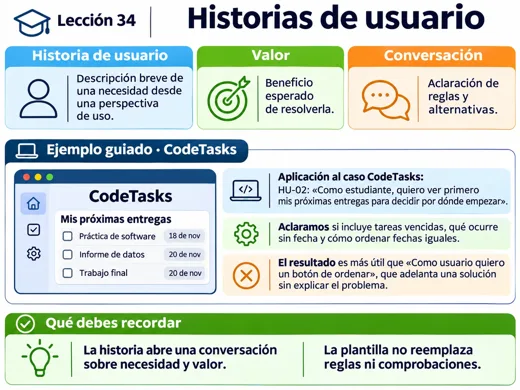 Lección 34
Historias de usuario
Historia de usuario
Descripción breve de
una necesidad desde
una perspectiva
de uso.
Valor
Beneficio
esperado
de resolverla.
Conversación
Aclaración de
reglas y
alternativas.
Ejemplo guiado · CodeTasks
CodeTasks
Mis próximas entregas
Práctica de software 18 de nov
Informe de datos 20 de nov
Trabajo final 20 de nov
Aplicación al caso CodeTasks:
HU-02: «Como estudiante, quiero ver primero
mis próximas entregas para decidir por dónde empezar».
Aclaramos si incluye tareas vencidas, qué ocurre
sin fecha y cómo ordenar fechas iguales.
El resultado es más útil que «Como usuario quiero
un botón de ordenar», que adelanta una solución
sin explicar el problema.
Qué debes recordar
La historia abre una conversación
sobre necesidad y valor.
La plantilla no reemplaza
reglas ni comprobaciones.